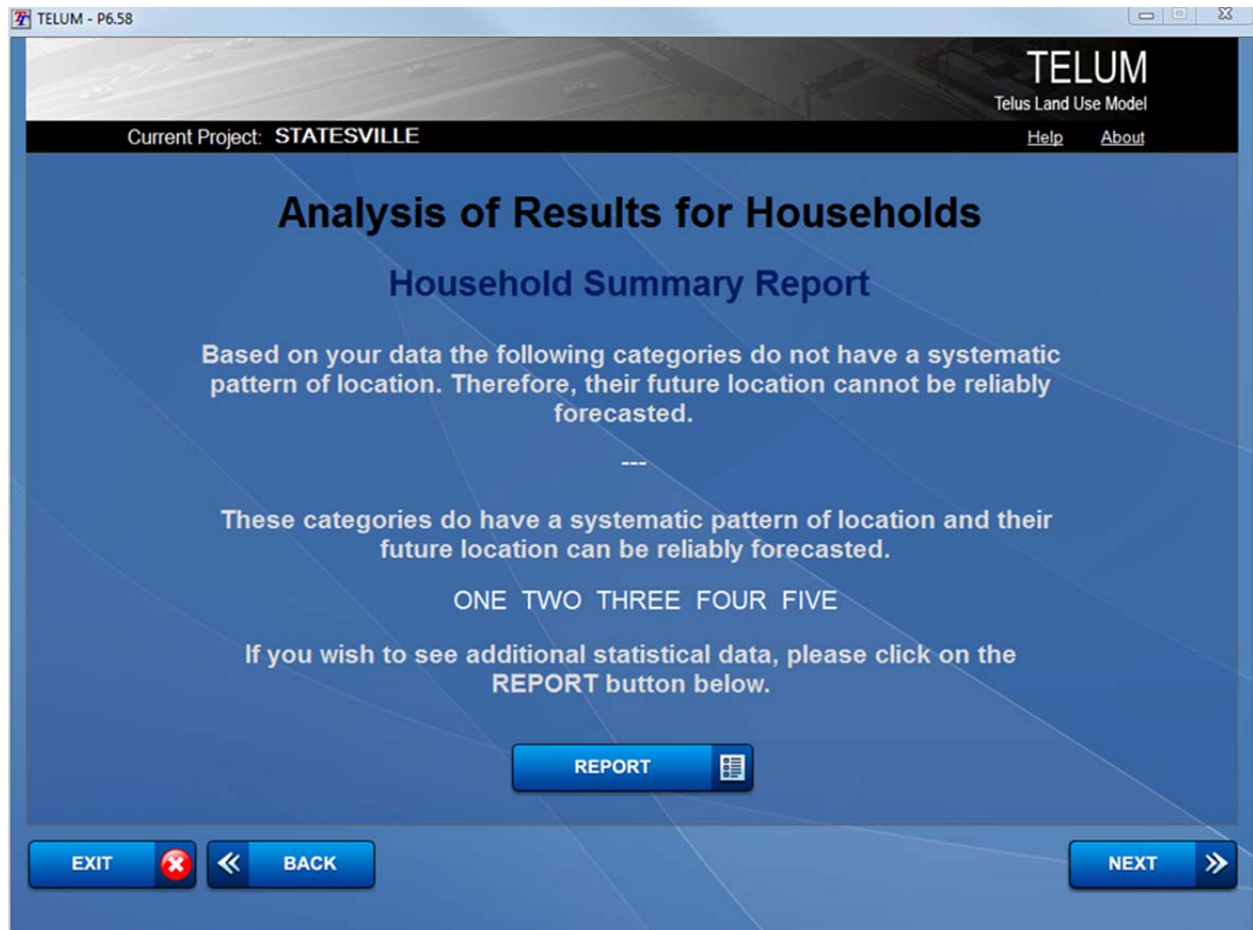 TELUM - P6.58
TELUM
Telus Land Use Model
Current Project: STATESVILLE
Help About
Analysis of Results for Households
Household Summary Report
Based on your data the following categories do not have a systematic
pattern of location. Therefore, their future location cannot be reliably
forecasted.
---
These categories do have a systematic pattern of location and their
future location can be reliably forecasted.
ONE TWO THREE FOUR FIVE
If you wish to see additional statistical data, please click on the
REPORT button below.
REPORT
EXIT
BACK
NEXT